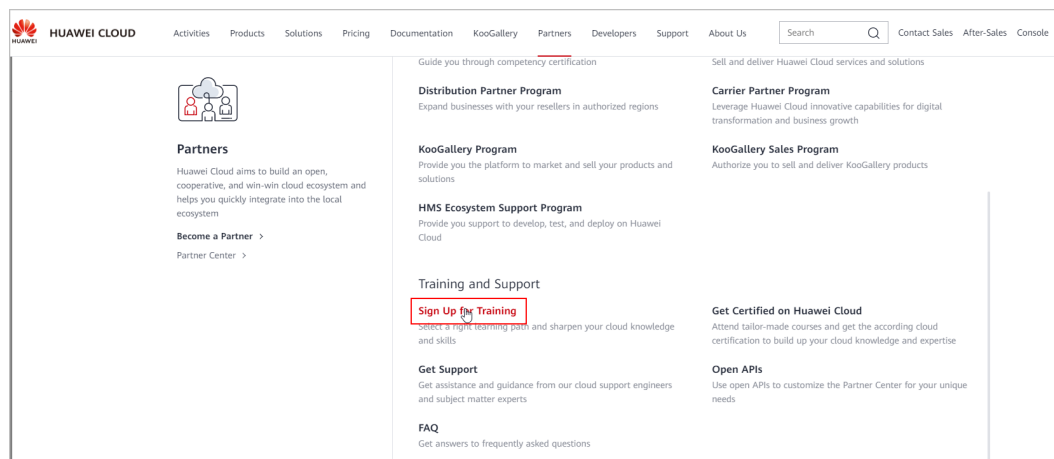 HUAWEI
HUAWEI CLOUD
Activities
Products
Solutions
Pricing
Documentation
KooGallery
Partners
Developers
Support
About Us
Search
Contact Sales
After-Sales
Console
Partners
Huawei Cloud aims to build an open,
cooperative, and win-win cloud ecosystem and
helps you quickly integrate into the local
ecosystem
Become a Partner >
Partner Center >
Guide you through competency certification
Sell and deliver Huawei Cloud services and solutions
Distribution Partner Program
Expand businesses with your resellers in authorized regions
Carrier Partner Program
Leverage Huawei Cloud innovative capabilities for digital
transformation and business growth
KooGallery Program
Provide you the platform to market and sell your products and
solutions
KooGallery Sales Program
Authorize you to sell and deliver KooGallery products
HMS Ecosystem Support Program
Provide you support to develop, test, and deploy on Huawei
Cloud
Training and Support
Sign Up for Training
Select a right learning path and sharpen your cloud knowledge
and skills
Get Certified on Huawei Cloud
Attend tailor-made courses and get the according cloud
certification to build up your cloud knowledge and expertise
Get Support
Get assistance and guidance from our cloud support engineers
and subject matter experts
Open APIs
Use open APIs to customize the Partner Center for your unique
needs
FAQ
Get answers to frequently asked questions